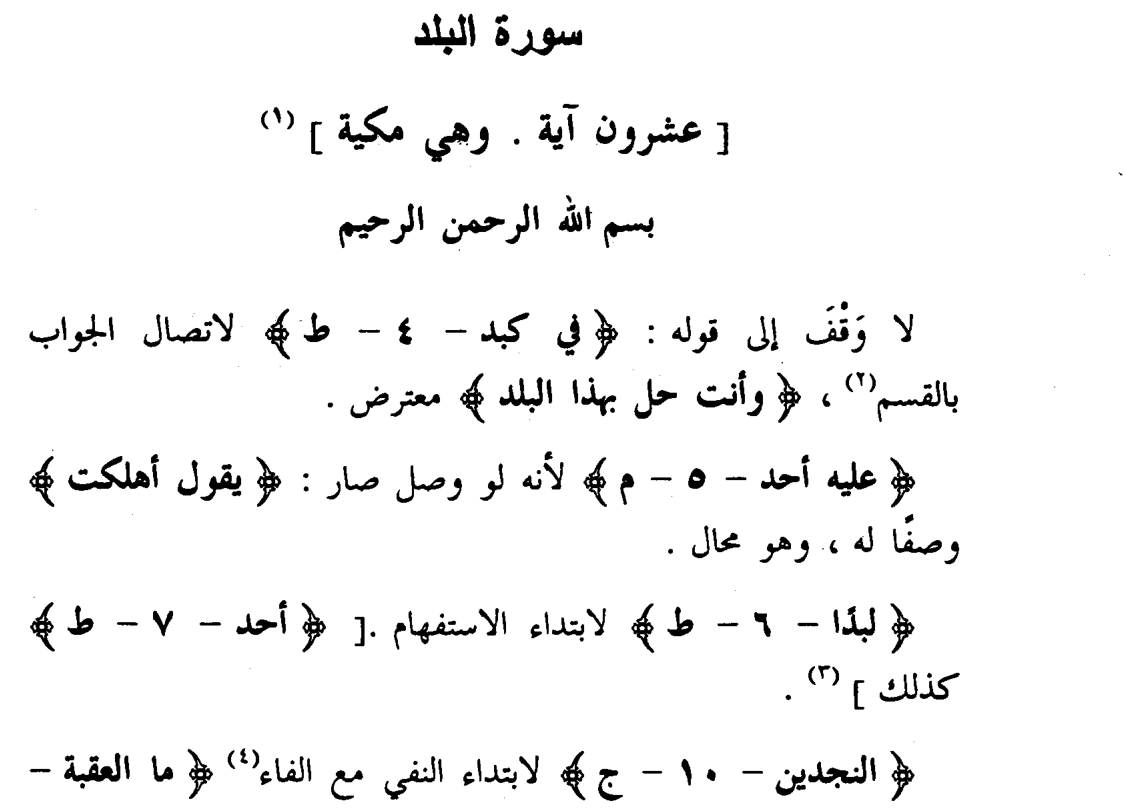 سورة البلد
[ عشرون آية . وهي مكية ] (١)
بسم الله الرحمن الرحيم
لا وَقْفَ إلى قوله : ﴿ في كبد – ٤ – ط ﴾ لاتصال الجواب
بالقسم(٢) ، ﴿ وأنت حل بهذا البلد ﴾ معترض .
﴿ عليه أحد – ٥ – م ﴾ لأنه لو وصل صار : ﴿ يقول أهلكت ﴾
وصفًا له ، وهو محال .
﴿ لبدًا – ٦ – ط ﴾ لابتداء الاستفهام .[ ﴿ أحد – ٧ – ط ﴾
كذلك ] (٣) .
﴿ النجدين – ١٠ – ج ﴾ لابتداء النفي مع الفاء(٤) ﴿ ما العقبة –